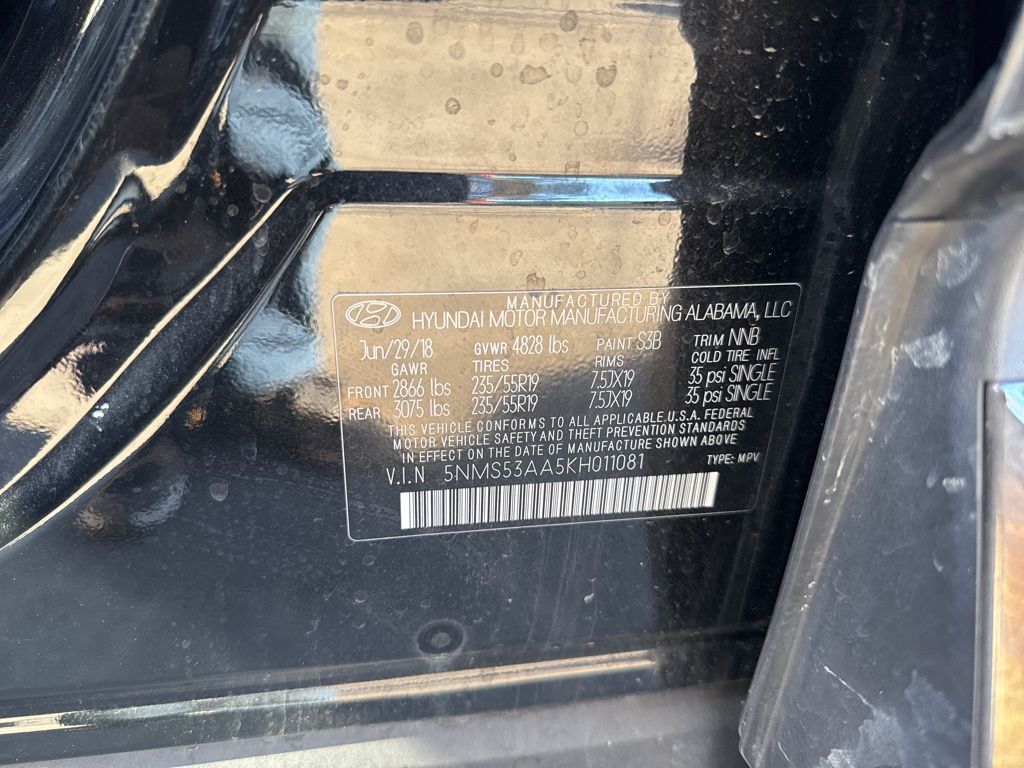 MANUFACTURED BY
HYUNDAI MOTOR MANUFACTURING ALABAMA, LLC
Jun/29/18 GVWR 4828 lbs PAINT S3B TRIM NNB
GAWR TIRES RIMS COLD TIRE INFL
FRONT 2866 lbs 235/55R19 7.5JX19 35 psi SINGLE
REAR 3075 lbs 235/55R19 7.5JX19 35 psi SINGLE
THIS VEHICLE CONFORMS TO ALL APPLICABLE U.S.A. FEDERAL
MOTOR VEHICLE SAFETY AND THEFT PREVENTION STANDARDS
IN EFFECT ON THE DATE OF MANUFACTURE SHOWN ABOVE
V.I.N 5NMS53AA5KH011081 TYPE: MPV